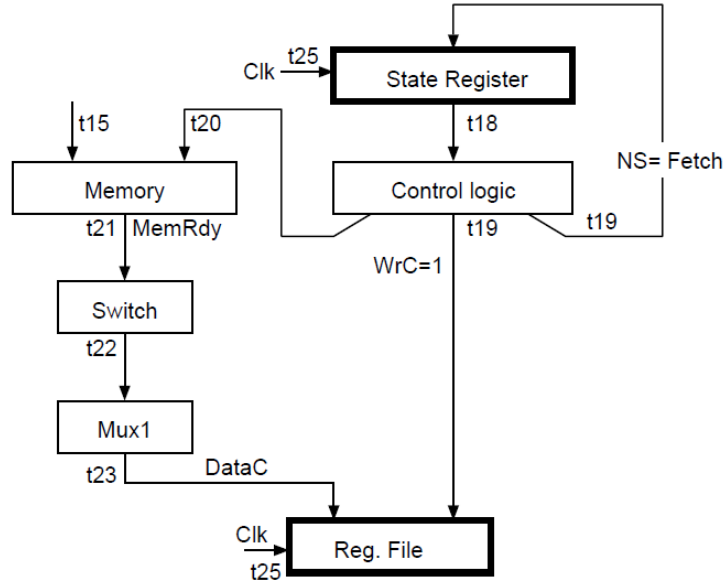 t25
Clk
State Register
t15
t20
t18
NS= Fetch
Memory
Control logic
t21 MemRdy
t19
t19
WrC=1
Switch
t22
Mux1
t23
DataC
Clk
Reg. File
t25